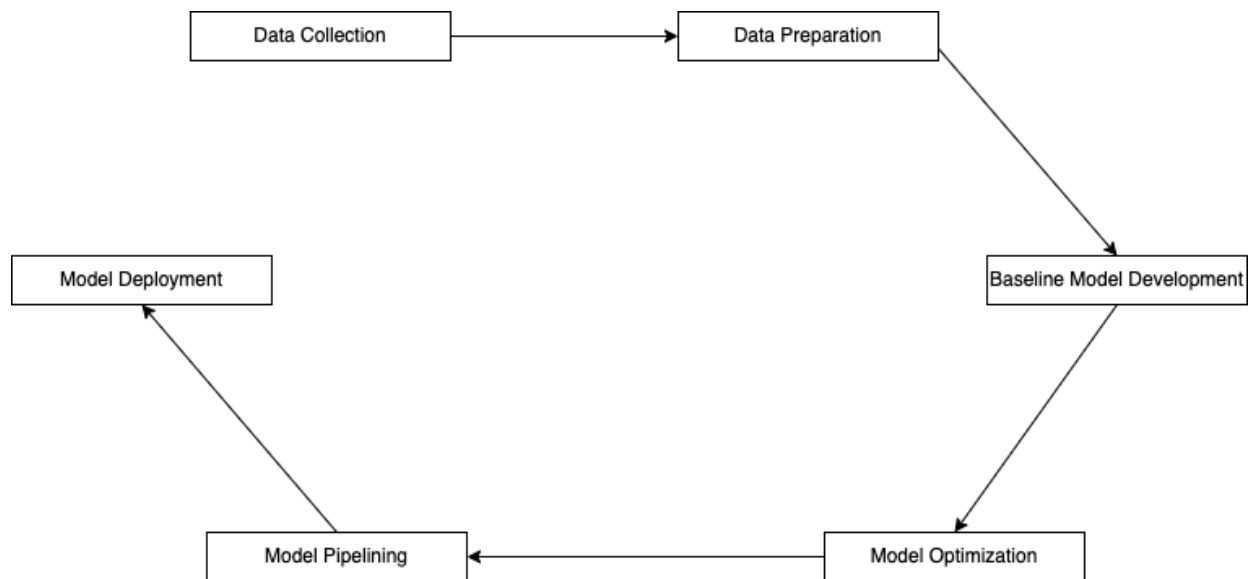 Data Collection
Data Preparation
Baseline Model Development
Model Optimization
Model Pipelining
Model Deployment